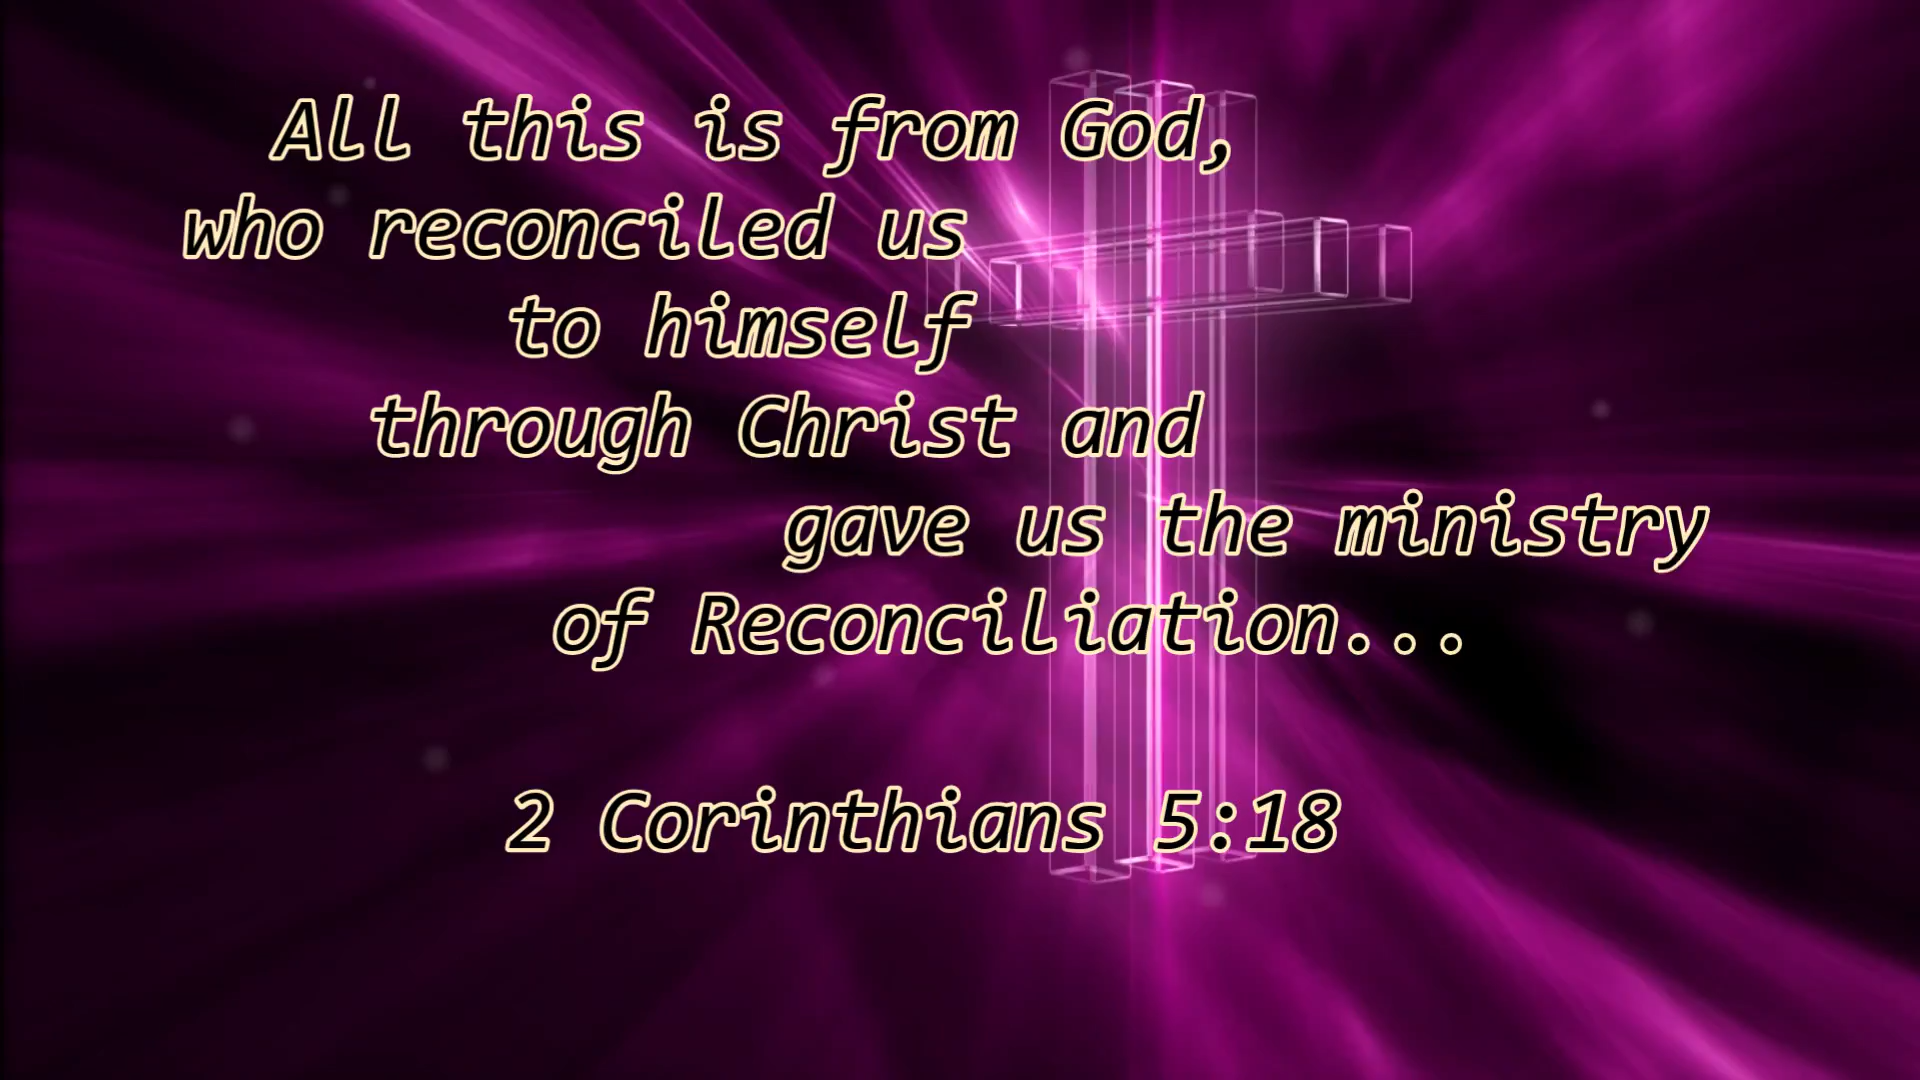 All this is from God,
who reconciled us
to himself
through Christ and
gave us the ministry
of Reconciliation...
2 Corinthians 5:18